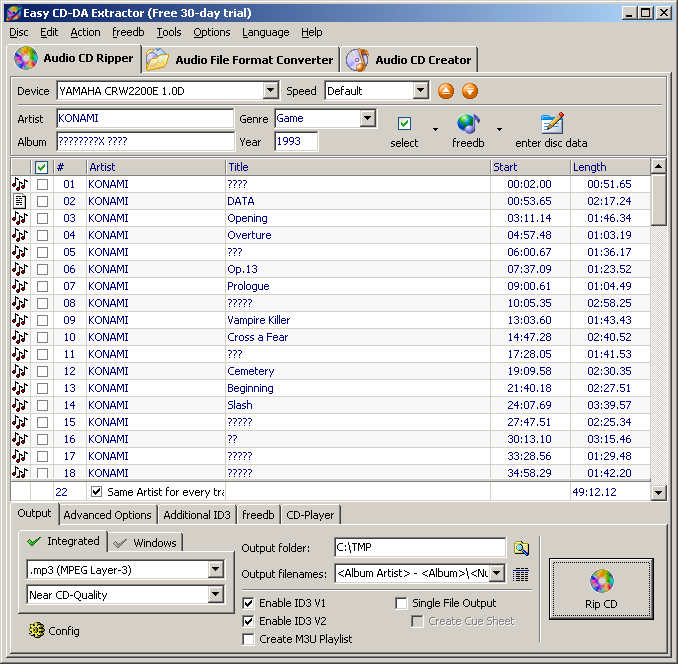 Easy CD-DA Extractor (Free 30-day trial)
Disc Edit Action freedb Tools Options Language Help
Audio CD Ripper Audio File Format Converter Audio CD Creator
Device YAMAHA CRW2200E 1.0D Speed Default
Artist KONAMI Genre Game
Album ????????X ???? Year 1993
select freedb enter disc data
# Artist Title Start Length
01 KONAMI ???? 00:02.00 00:51.65
02 KONAMI DATA 00:53.65 02:17.24
03 KONAMI Opening 03:11.14 01:46.34
04 KONAMI Overture 04:57.48 01:03.19
05 KONAMI ??? 06:00.67 01:36.17
06 KONAMI Op.13 07:37.09 01:23.52
07 KONAMI Prologue 09:00.61 01:04.49
08 KONAMI ????? 10:05.35 02:58.25
09 KONAMI Vampire Killer 13:03.60 01:43.43
10 KONAMI Cross a Fear 14:47.28 02:40.52
11 KONAMI ??? 17:28.05 01:41.53
12 KONAMI Cemetery 19:09.58 02:30.35
13 KONAMI Beginning 21:40.18 02:27.51
14 KONAMI Slash 24:07.69 03:39.57
15 KONAMI ????? 27:47.51 02:25.34
16 KONAMI ?? 30:13.10 03:15.46
17 KONAMI ????? 33:28.56 01:29.48
18 KONAMI ????? 34:58.29 01:42.20
22 Same Artist for every tra 49:12.12
Output Advanced Options Additional ID3 freedb CD-Player
Integrated Windows
Output folder: C:\TMP
.mp3 (MPEG Layer-3)
Output filenames: <Album Artist> - <Album>\<Nu
Near CD-Quality
Enable ID3 V1 Single File Output
Enable ID3 V2 Create Cue Sheet
Create M3U Playlist
Config
Rip CD